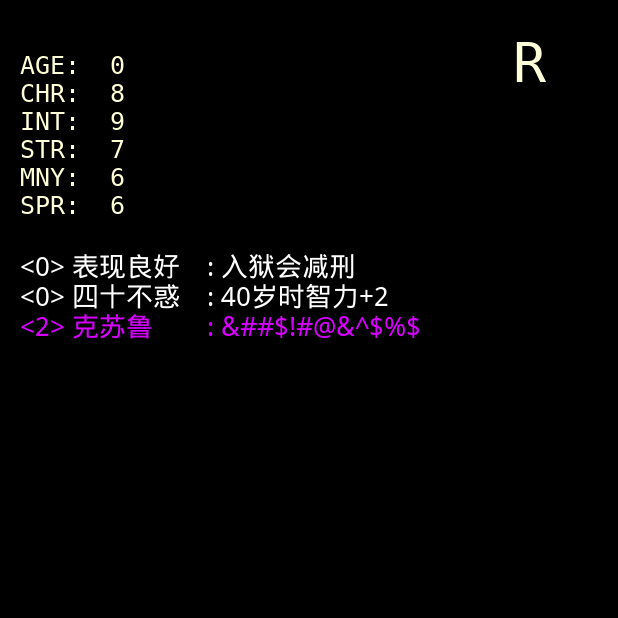 R
AGE: 0
CHR: 8
INT: 9
STR: 7
MNY: 6
SPR: 6
<0> 表现良好 : 入狱会减刑
<0> 四十不惑 : 40岁时智力+2
<2> 克苏鲁 : &##$!#@&^$%$